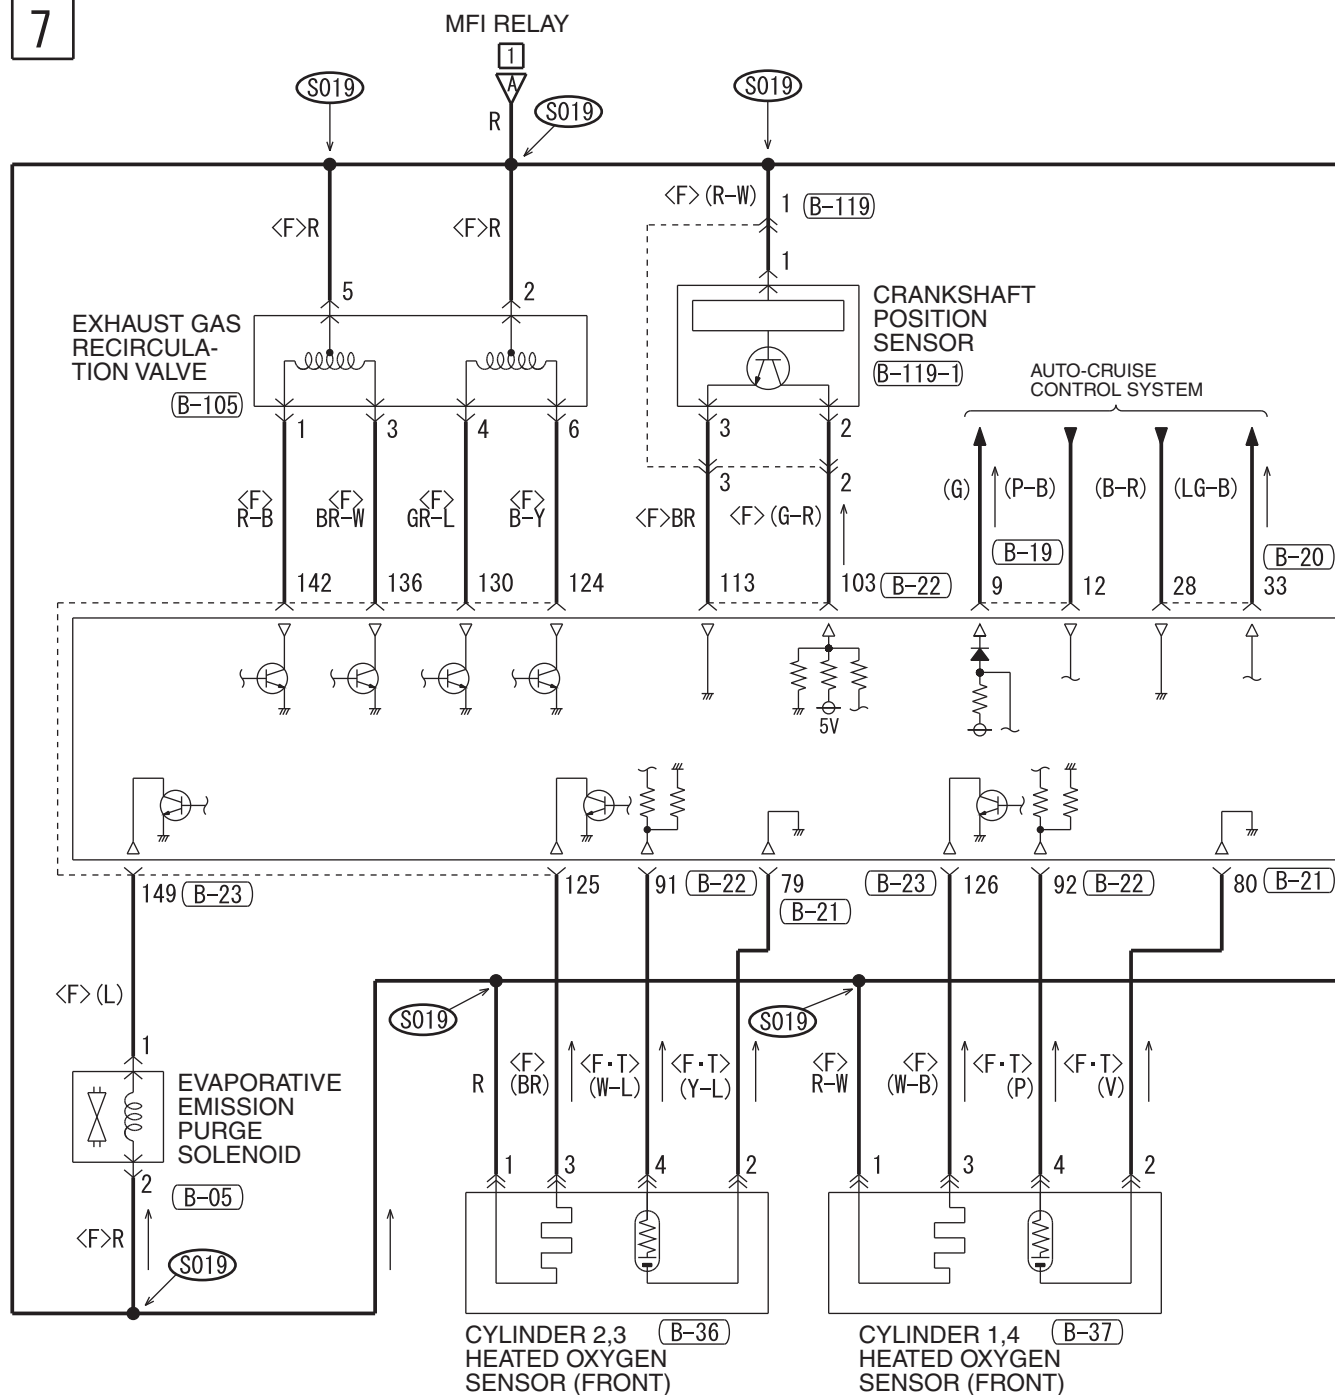 7
MFI RELAY
1
A
S019
S019
S019
R
<F>(R-W)
1
B-119
<F>R
<F>R
1
5
2
EXHAUST GAS
RECIRCULA-
TION VALVE
B-105
CRANKSHAFT
POSITION
SENSOR
B-119-1
AUTO-CRUISE
CONTROL SYSTEM
1
3
4
6
3
2
3
2
(G)
(P-B)
(B-R)
(LG-B)
<F>
R-B
<F>
BR-W
<F>
GR-L
<F>
B-Y
<F>BR
<F>(G-R)
B-19
B-20
142
136
130
124
113
103
B-22
9
12
28
33
5V
149
B-23
125
91
B-22
79
B-21
B-23
126
92
B-22
80
B-21
<F>(L)
S019
S019
1
R
<F>
(BR)
<F·T>
(W-L)
<F·T>
(Y-L)
<F>
R-W
<F>
(W-B)
<F·T>
(P)
<F·T>
(V)
EVAPORATIVE
EMISSION
PURGE
SOLENOID
2
B-05
1
3
4
2
1
3
4
2
<F>R
S019
CYLINDER 2,3
HEATED OXYGEN
SENSOR (FRONT)
B-36
CYLINDER 1,4
HEATED OXYGEN
SENSOR (FRONT)
B-37